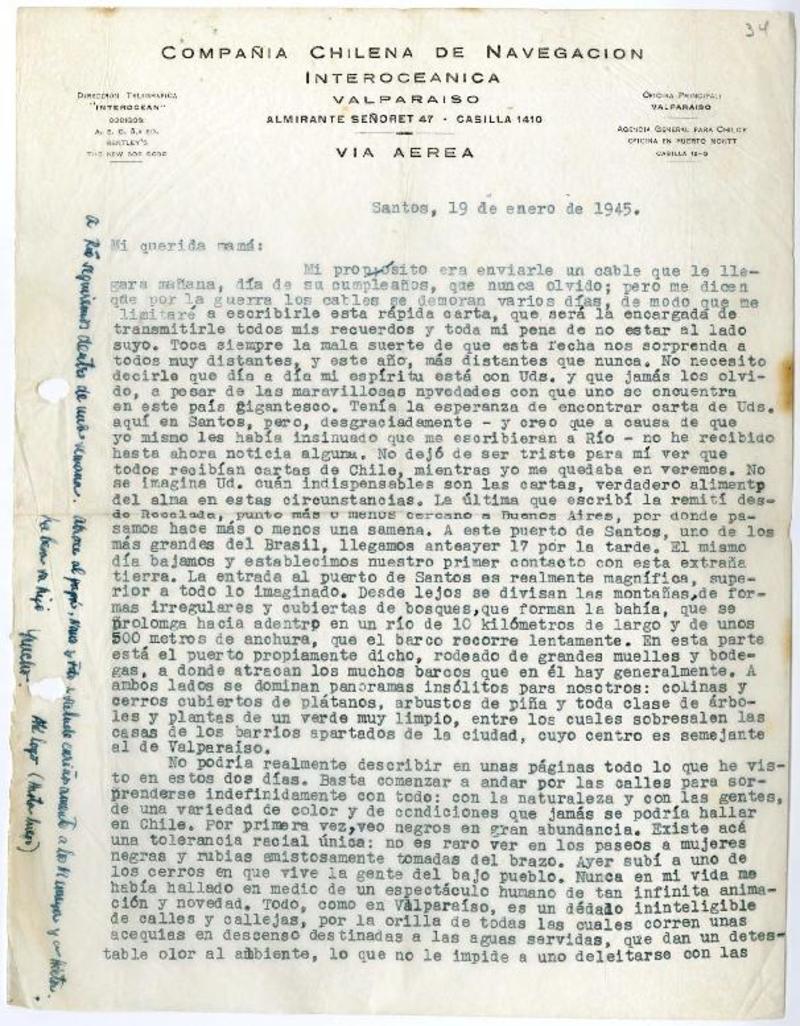 34
COMPAÑIA CHILENA DE NAVEGACION
INTEROCEANICA
VALPARAISO
ALMIRANTE SEÑORET 47 - CASILLA 1410
VIA AEREA
DIRECCION TELEGRAFICA
"INTEROCEAN"
CODIGOS
A. B. C. 5.a ED.
BENTLEY'S
THE NEW BOE CODE
OFICINA PRINCIPAL:
VALPARAISO
AGENCIA GENERAL PARA CHILOE
OFICINA EN PUERTO MONTT
CASILLA
Santos, 19 de enero de 1945.
Mi querida mamá:
Mi propósito era enviarle un cable que le lle-
gara mañana, día de su cumpleaños, que nunca olvido; pero me dicen
que por la guerra los cables se demoran varios días, de modo que me
limitaré a escribirle esta rápida carta, que será la encargada de
transmitirle todos mis recuerdos y toda mi pena de no estar al lado
suyo. Toca siempre la mala suerte de que esta fecha nos sorprenda a
todos muy distantes, y este año, más distantes que nunca. No necesito
decirle que día a día mi espíritu está con Uds. y que jamás los olvi-
do, a pesar de las maravillosas npvedades con que uno se encuentra
en este país gigantesco. Tenía la esperanza de encontrar carta de Uds.
aquí en Santos, pero, desgraciadamente - y creo que a causa de que
yo mismo les había insinuado que me escribieran a Río - no he recibido
hasta ahora noticia alguna. No dejó de ser triste para mí ver que
todos recibían cartas de Chile, mientras yo me quedaba en veremos. No
se imagina Ud. cuán indispensables son las cartas, verdadero alimentp
del alma en estas circunstancias. La última que escribí la remití des-
de Recalada, punto más o menos cercano a Buenos Aires, por donde pa-
samos hace más o menos una samena. A este puerto de Santos, uno de los
más grandes del Brasil, llegamos anteayer 17 por la tarde. El mismo
día bajamos y establecimos nuestro primer contacto con esta extraña
tierra. La entrada al puerto de Santos es realmente magnífica, supe-
rior a todo lo imaginado. Desde lejos se divisan las montañas,de for-
mas irregulares y cubiertas de bosques,que forman la bahía, que se
prolomga hacia adentrp en un río de 10 kilómetros de largo y de unos
500 metros de anchura, que el barco recorre lentamente. En esta parte
está el puerto propiamente dicho, rodeado de grandes muelles y bode-
gas, a donde atracan los muchos barcos que en él hay generalmente. A
ambos lados se dominan panoramas insólitos para nosotros: colinas y
cerros cubiertos de plátanos, arbustos de piña y toda clase de árbo-
les y plantas de un verde muy limpio, entre los cuales sobresalen las
casas de los barrios apartados de la ciudad, cuyo centro es semejante
al de Valparaíso.
No podría realmente describir en unas páginas todo lo que he vis-
to en estos dos días. Basta comenzar a andar por las calles para sor-
prenderse indefinidamente con todo: con la naturaleza y con las gentes,
de una variedad de color y de condiciones que jamás se podría hallar
en Chile. Por primera vez,veo negros en gran abundancia. Existe acá
una tolerancia racial única: no es raro ver en los paseos a mujeres
negras y rubias amistosamente tomadas del brazo. Ayer subí a uno de
los cerros en que vive la gente del bajo pueblo. Nunca en mi vida me
había hallado en medio de un espectáculo humano de tan infinita anima-
ción y novedad. Todo, como en Valparaíso, es un dédalo ininteligible
de calles y callejas, por la orilla de todas las cuales corren unas
acequias en descenso destinadas a las aguas servidas, que dan un detes-
table olor al ambiente, lo que no le impide a uno deleitarse con las
A Río seguiremos dentro de una semana. Abrace al papá, y saludo cariñosamente a
La besa su hijo